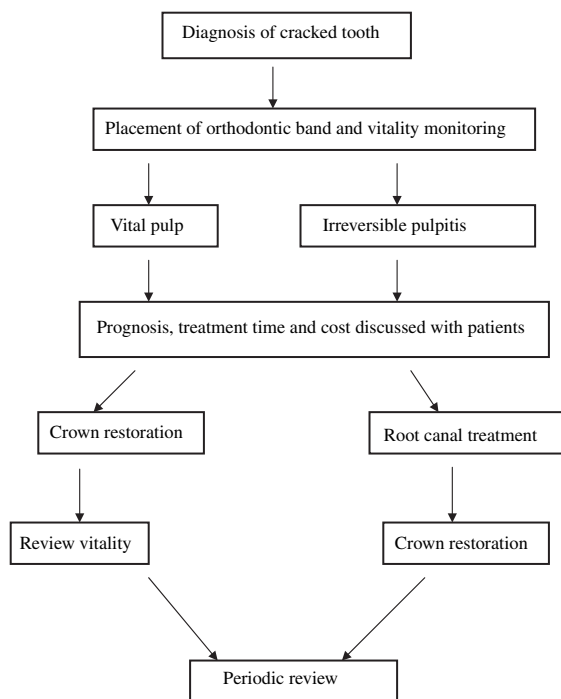 Diagnosis of cracked tooth
Placement of orthodontic band and vitality monitoring
Vital pulp
Irreversible pulpitis
Prognosis, treatment time and cost discussed with patients
Crown restoration
Root canal treatment
Review vitality
Crown restoration
Periodic review